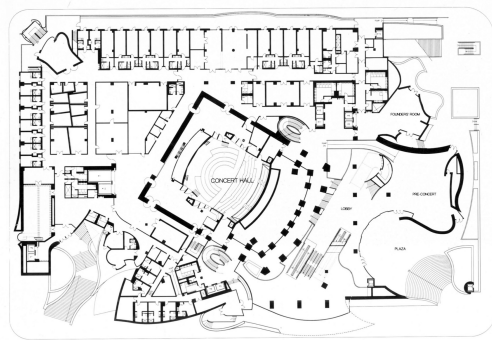 FOUNDERS' ROOM
CONCERT HALL
PRE-CONCERT
LOBBY
PLAZA